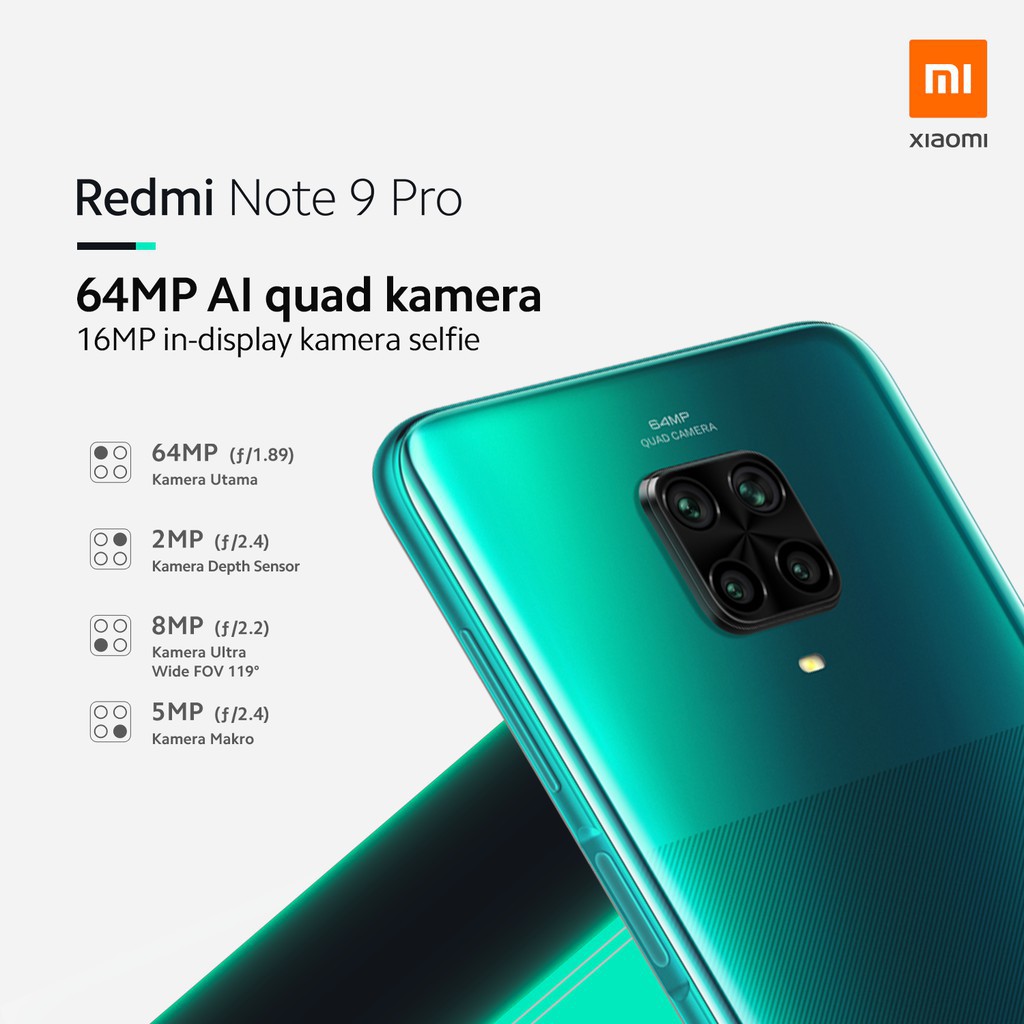 mi
xiaomi
Redmi Note 9 Pro
64MP AI quad kamera
16MP in-display kamera selfie
64MP (ƒ/1.89)
Kamera Utama
2MP (ƒ/2.4)
Kamera Depth Sensor
8MP (ƒ/2.2)
Kamera Ultra
Wide FOV 119°
5MP (ƒ/2.4)
Kamera Makro
64MP
QUAD CAMERA